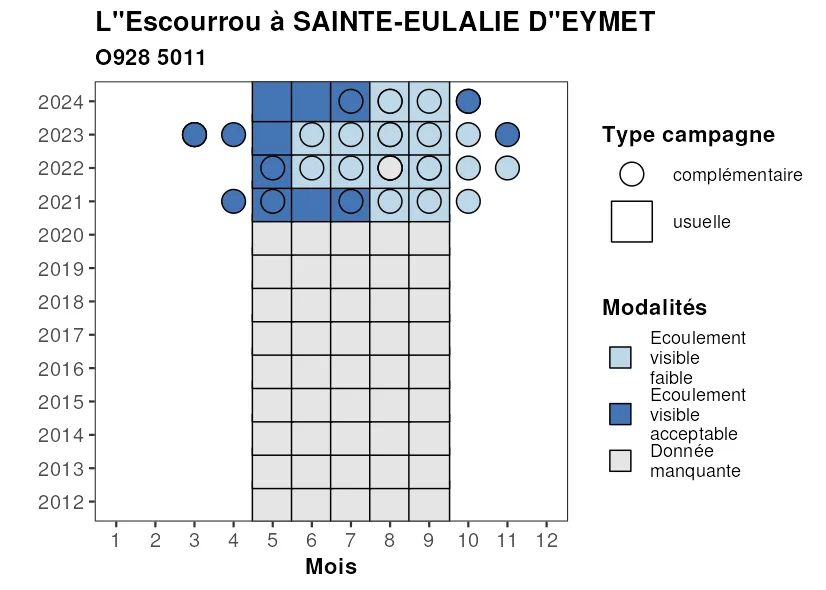 L"Escourrou à SAINTE-EULALIE D"EYMET
O928 5011
2024
2023
2022
2021
2020
2019
2018
2017
2016
2015
2014
2013
2012
1 2 3 4 5 6 7 8 9 10 11 12
Mois
Type campagne
complémentaire
usuelle
Modalités
Ecoulement
visible
faible
Ecoulement
visible
acceptable
Donnée
manquante